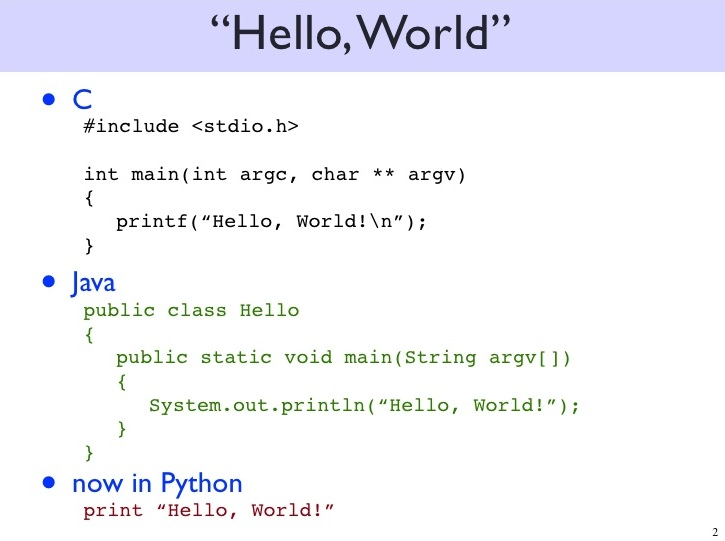 “Hello, World”
• C
#include <stdio.h>
int main(int argc, char ** argv)
{
printf(“Hello, World!\n”);
}
• Java
public class Hello
{
public static void main(String argv[])
{
System.out.println(“Hello, World!”);
}
}
• now in Python
print “Hello, World!”
2